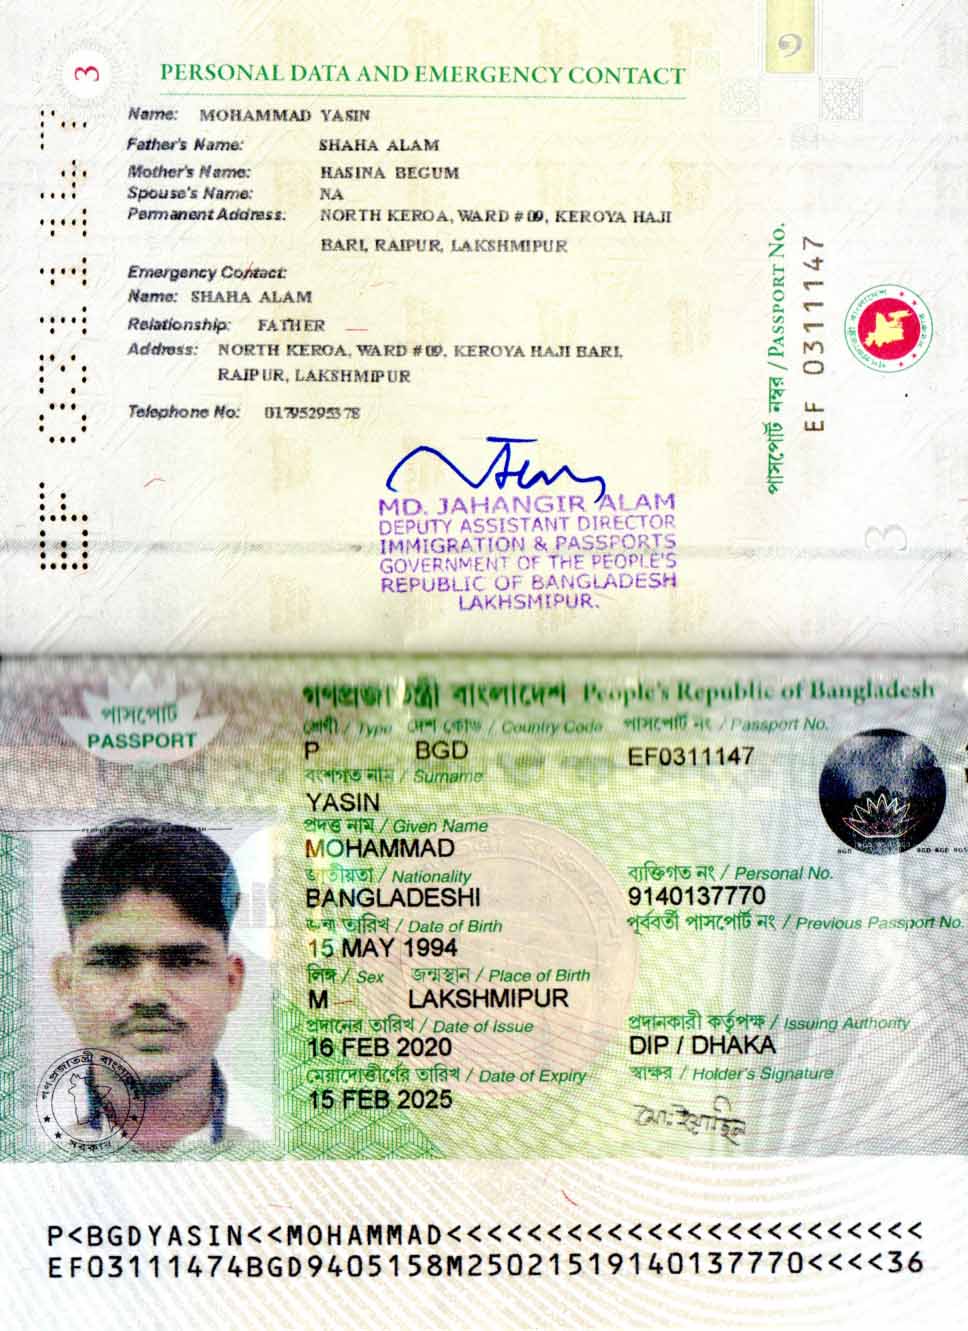 3
PERSONAL DATA AND EMERGENCY CONTACT
Name: MOHAMMAD YASIN
Father's Name: SHAHA ALAM
Mother's Name: HASINA BEGUM
Spouse's Name: NA
Permanent Address: NORTH KEROA, WARD # 09, KEROYA HAJI
BARI, RAIPUR, LAKSHMIPUR
Emergency Contact:
Name: SHAHA ALAM
Relationship: FATHER
Address: NORTH KEROA, WARD # 09, KEROYA HAJI BARI,
RAIPUR, LAKSHMIPUR
Telephone No: 01795295378
MD. JAHANGIR ALAM
DEPUTY ASSISTANT DIRECTOR
IMMIGRATION & PASSPORTS
GOVERNMENT OF THE PEOPLE'S
REPUBLIC OF BANGLADESH
LAKHSMIPUR.
EF 0311147
পাসপোর্ট নম্বর / PASSPORT NO.
EF 0311147
3
গণপ্রজাতন্ত্রী বাংলাদেশ People's Republic of Bangladesh
পাসপোর্ট
PASSPORT
শ্রেণী / Type দেশ কোড / Country Code পাসপোর্ট নং / Passport No.
P BGD EF0311147
বংশগত নাম / Surname
YASIN
প্রদত্ত নাম / Given Name
MOHAMMAD
জাতীয়তা / Nationality ব্যক্তিগত নং / Personal No.
BANGLADESHI 9140137770
জন্ম তারিখ / Date of Birth পূর্ববর্তী পাসপোর্ট নং / Previous Passport No.
15 MAY 1994
লিঙ্গ / Sex জন্মস্থান / Place of Birth
M LAKSHMIPUR
প্রদানের তারিখ / Date of Issue প্রদানকারী কর্তৃপক্ষ / Issuing Authority
16 FEB 2020 DIP / DHAKA
মেয়াদোত্তীর্ণের তারিখ / Date of Expiry স্বাক্ষর / Holder's Signature
15 FEB 2025
মো: ইয়াছিন
গণপ্রজাতন্ত্রী বাংলাদেশ
সরকার
P<BGDYASIN<<MOHAMMAD<<<<<<<<<<<<<<<<<<<<<<<<
EF03111474BGD9405158M25021519140137770<<<<36